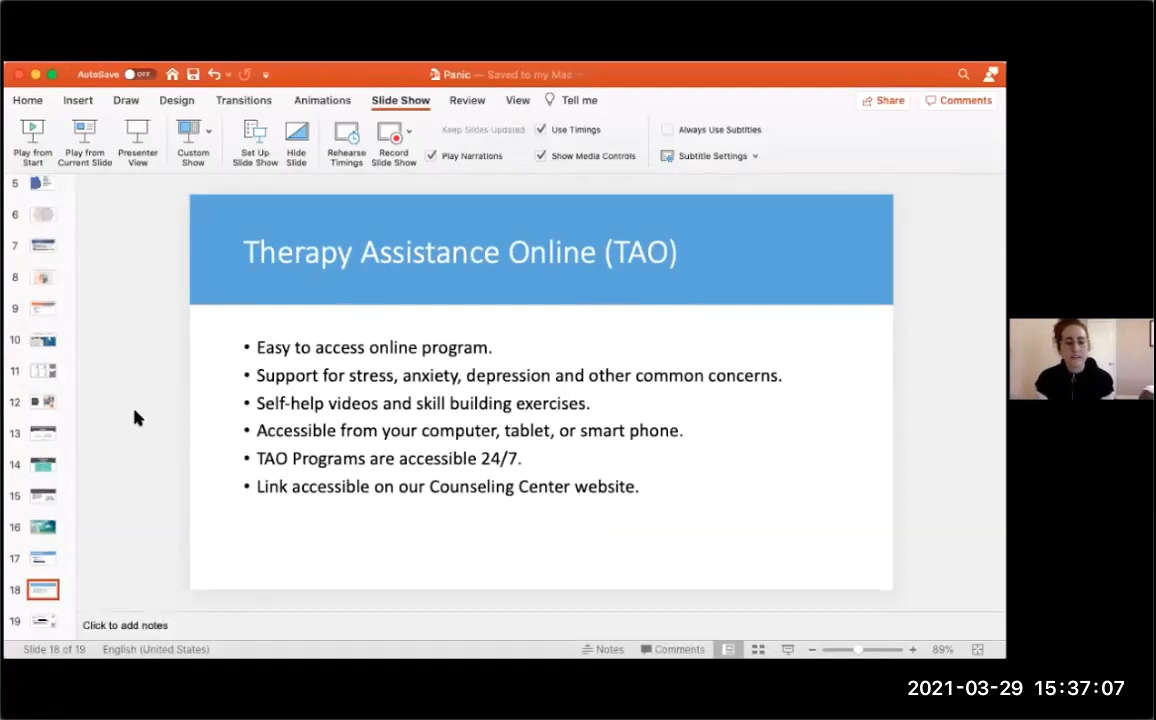 AutoSave OFF
Panic — Saved to my Mac
Home Insert Draw Design Transitions Animations Slide Show Review View Tell me Share Comments
Play from Start
Play from Current Slide
Presenter View
Custom Show
Set Up Slide Show
Hide Slide
Rehearse Timings
Record Slide Show
Keep Slides Updated
Use Timings
Play Narrations
Show Media Controls
Always Use Subtitles
Subtitle Settings
5
6
7
8
9
10
11
12
13
14
15
16
17
18
19
Therapy Assistance Online (TAO)
• Easy to access online program.
• Support for stress, anxiety, depression and other common concerns.
• Self-help videos and skill building exercises.
• Accessible from your computer, tablet, or smart phone.
• TAO Programs are accessible 24/7.
• Link accessible on our Counseling Center website.
Click to add notes
Slide 18 of 19 English (United States) Notes Comments 89%
2021-03-29 15:37:07